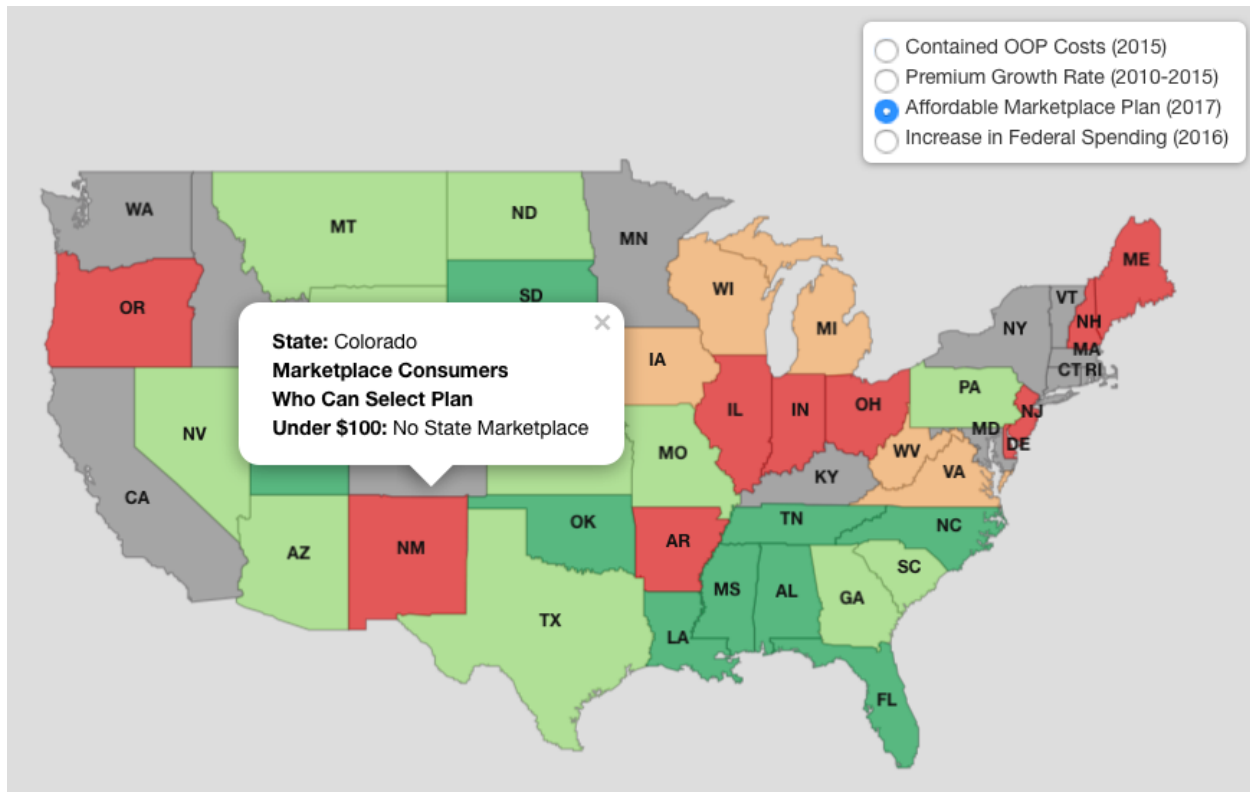 Contained OOP Costs (2015)
Premium Growth Rate (2010-2015)
Affordable Marketplace Plan (2017)
Increase in Federal Spending (2016)
WA
MT
ND
MN
OR
SD
WI
MI
ME
VT
NH
NY
MA
CT RI
State: Colorado
Marketplace Consumers
Who Can Select Plan
Under $100: No State Marketplace
×
IA
PA
NJ
MD
DE
NV
IL
IN
OH
WV
VA
MO
KY
CA
OK
TN
NC
AZ
NM
AR
SC
MS
AL
GA
TX
LA
FL